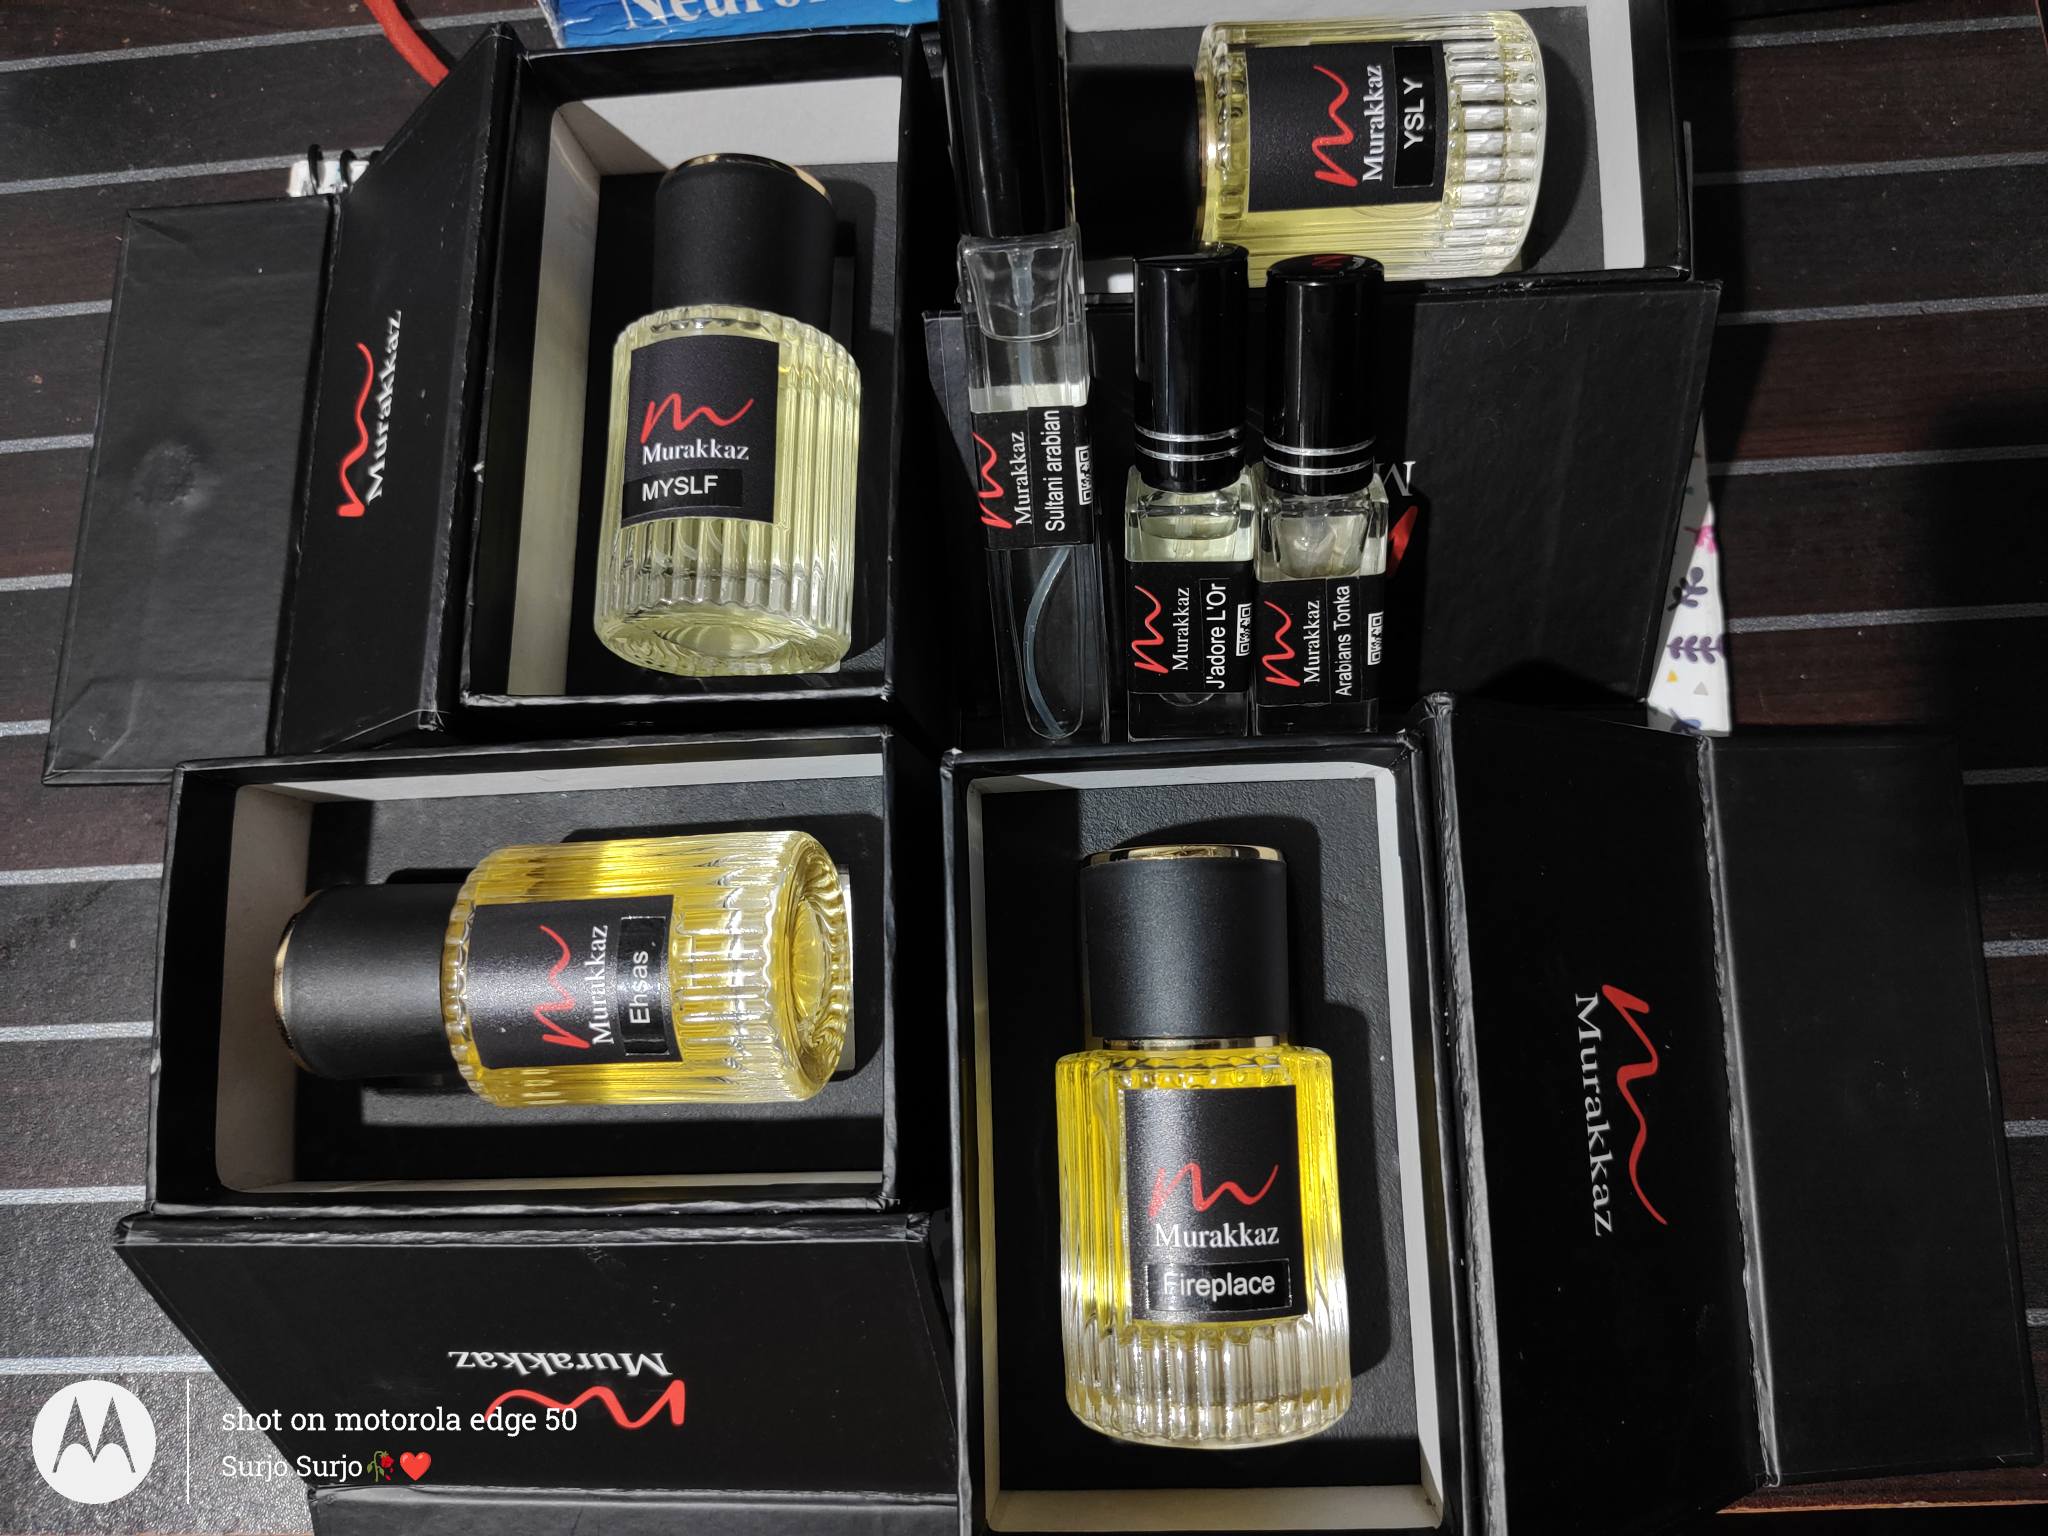 Murakkaz
Murakkaz
MYSLF
Murakkaz
YSL Y
Murakkaz
Sultani arabian
Murakkaz
J'adore L'Or
Murakkaz
Arabians Tonka
Murakkaz
Ehsas
Murakkaz
Fireplace
Murakkaz
Murakkaz
shot on motorola edge 50
Surjo Surjo🥀❤️